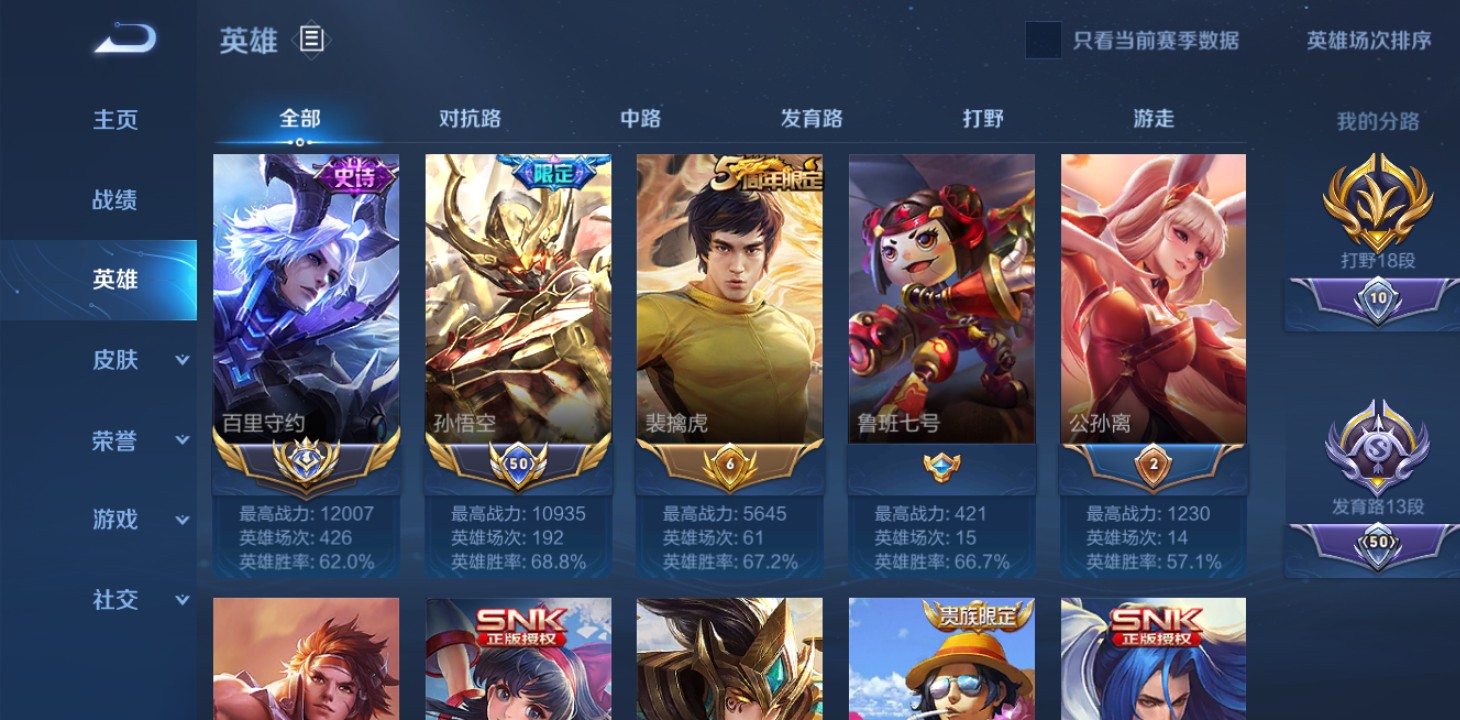 英雄
只看当前赛季数据
英雄场次排序
主页
战绩
英雄
皮肤
荣誉
游戏
社交
全部
对抗路
中路
发育路
打野
游走
我的分路
史诗
限定
5周年限定
百里守约
孙悟空
裴擒虎
鲁班七号
公孙离
50
6
2
最高战力: 12007
英雄场次: 426
英雄胜率: 62.0%
最高战力: 10935
英雄场次: 192
英雄胜率: 68.8%
最高战力: 5645
英雄场次: 61
英雄胜率: 67.2%
最高战力: 421
英雄场次: 15
英雄胜率: 66.7%
最高战力: 1230
英雄场次: 14
英雄胜率: 57.1%
打野18段
10
发育路13段
50
SNK
正版授权
贵族限定
SNK
正版授权